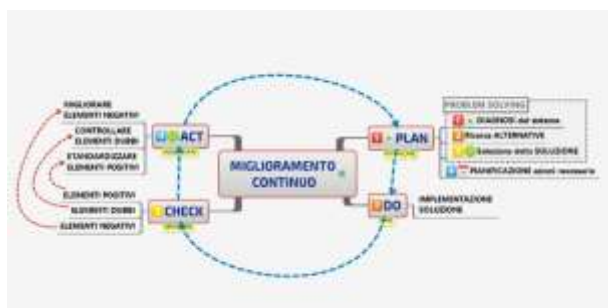 MIGLIORAMENTO
CONTINUO
PLAN
PROBLEM SOLVING
DIAGNOSI del sistema
Ricerca ALTERNATIVE
Selezione della SOLUZIONE
PIANIFICAZIONE azioni necessarie
DO
IMPLEMENTAZIONE
SOLUZIONE
CHECK
ELEMENTI POSITIVI
ELEMENTI DUBBI
ELEMENTI NEGATIVI
ACT
MIGLIORARE
ELEMENTI NEGATIVI
CONTROLLARE
ELEMENTI DUBBI
STANDARDIZZARE
ELEMENTI POSITIVI